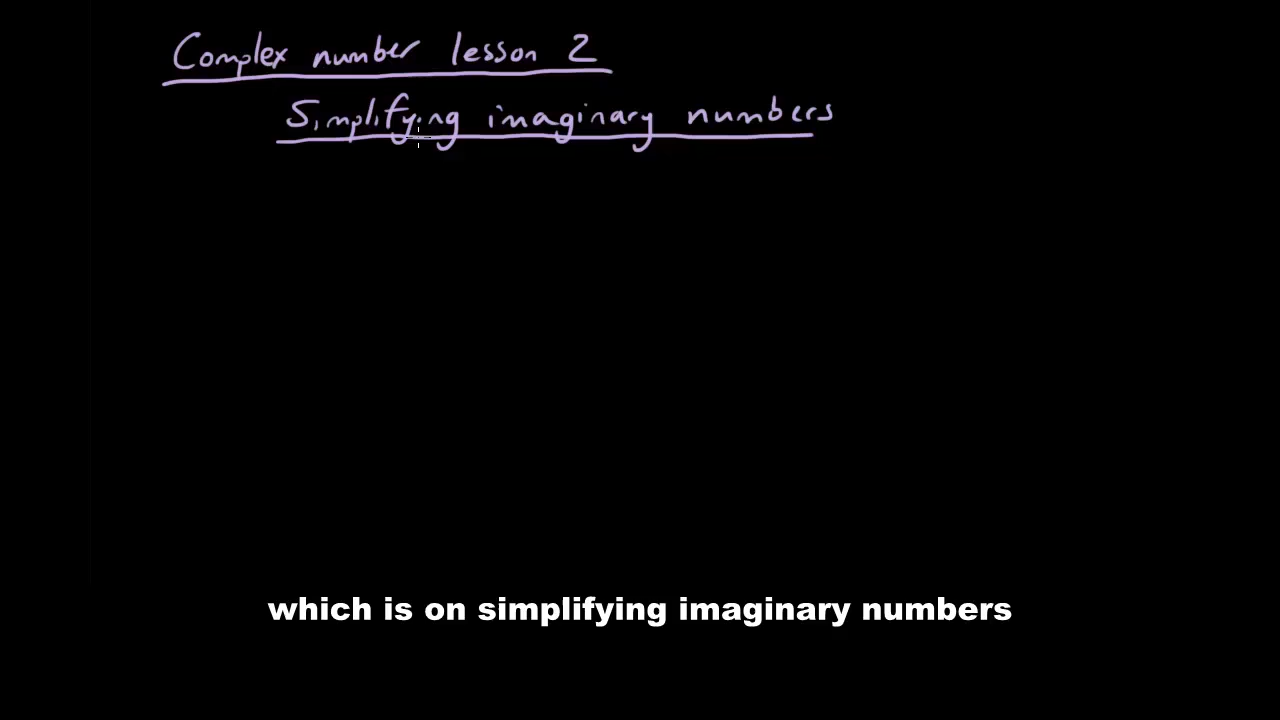 Complex number lesson 2
Simplifying imaginary numbers
which is on simplifying imaginary numbers